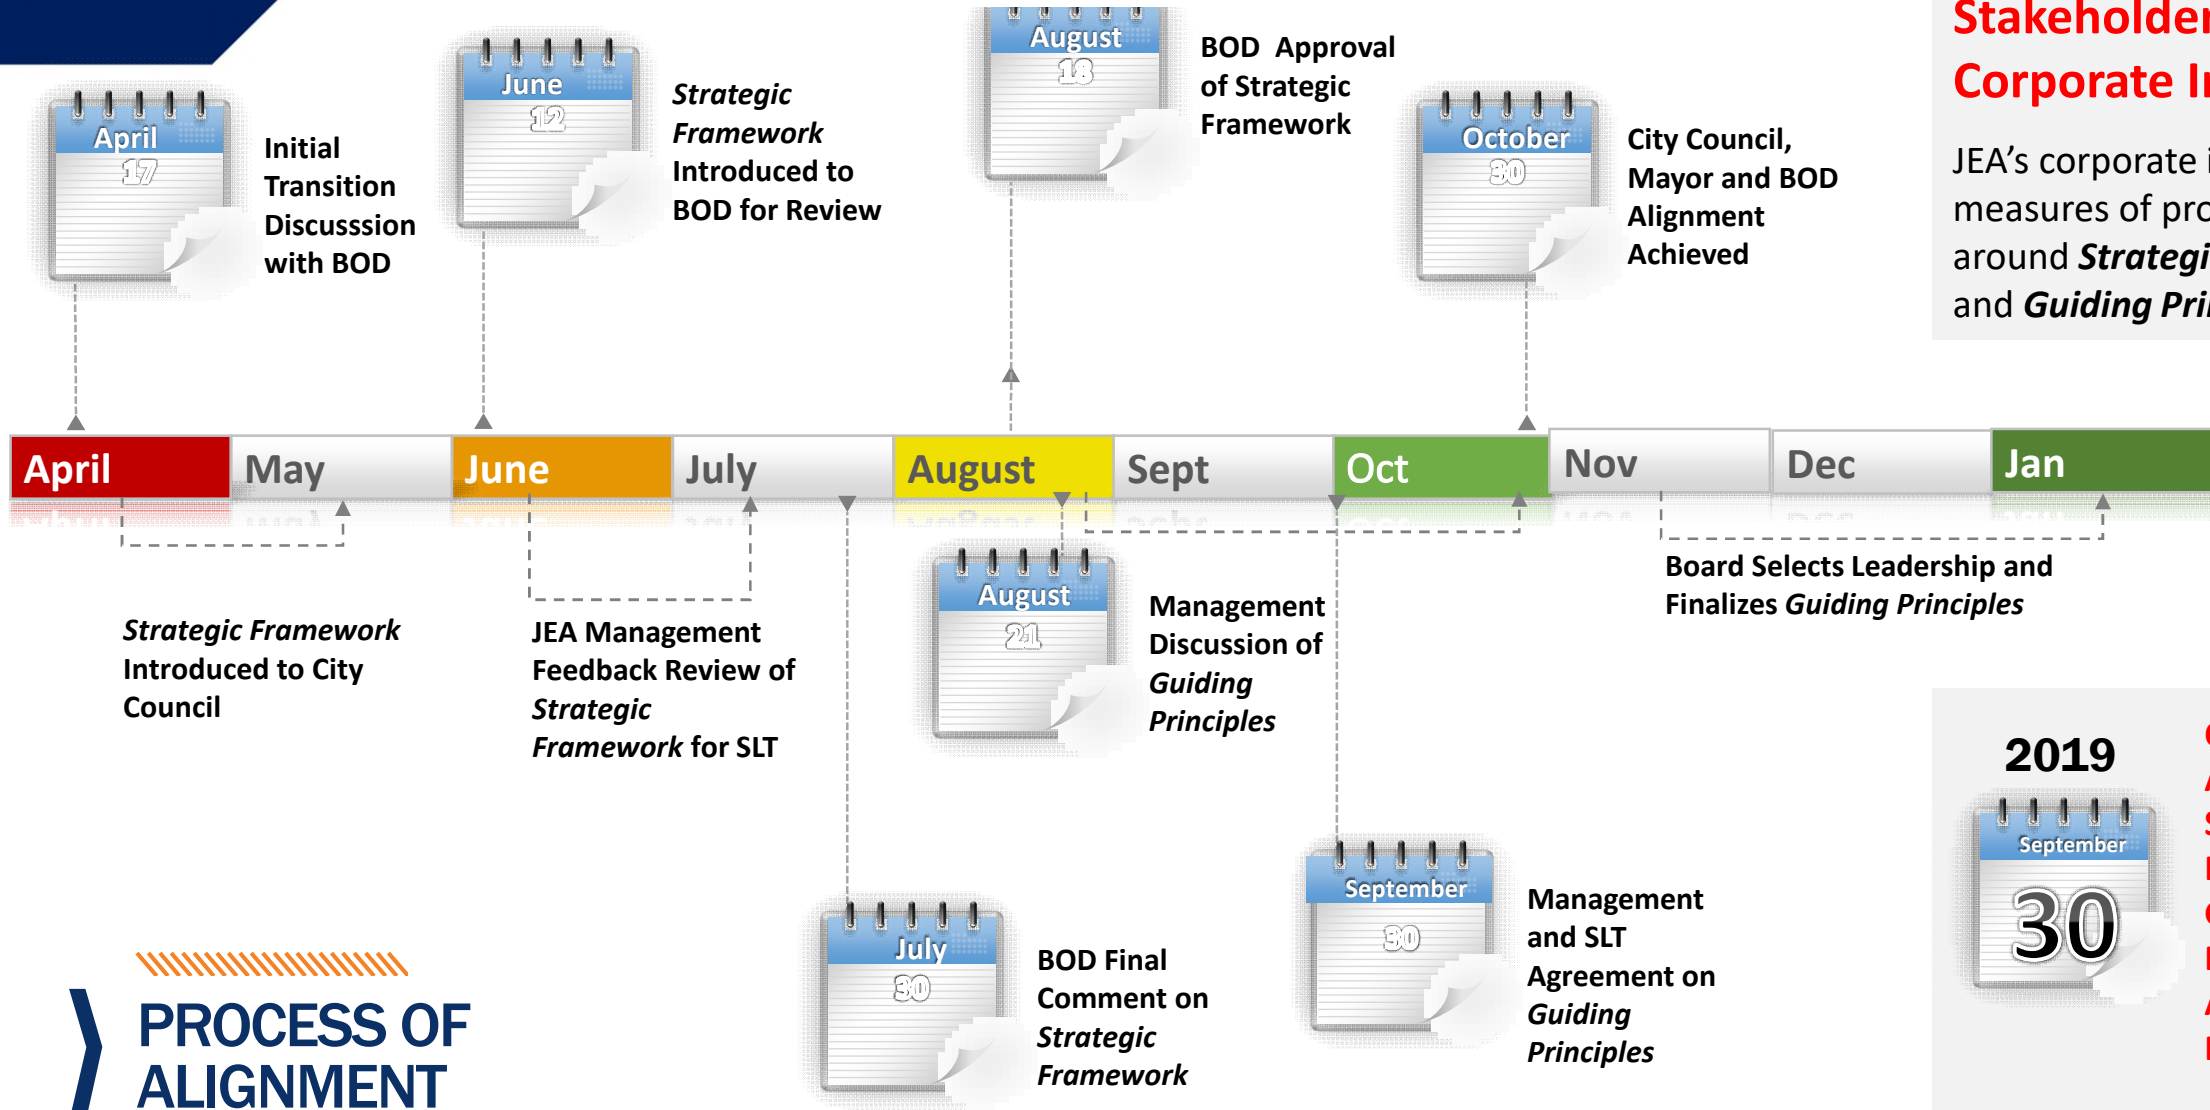 April
17
Initial
Transition
Discusssion
with BOD
June
12
Strategic
Framework
Introduced to
BOD for Review
August
18
BOD Approval
of Strategic
Framework
October
30
City Council,
Mayor and BOD
Alignment
Achieved
Stakeholder
Corporate
JEA's corporate
measures of
around
and Guiding
April May June July August Sept Oct Nov Dec Jan
Strategic Framework
Introduced to City
Council
JEA Management
Feedback Review of
Strategic
Framework for SLT
July
30
BOD Final
Comment on
Strategic
Framework
August
21
Management
Discussion of
Guiding
Principles
September
30
Management
and SLT
Agreement on
Guiding
Principles
Board Selects Leadership and
Finalizes Guiding Principles
2019
September
30
PROCESS OF
ALIGNMENT